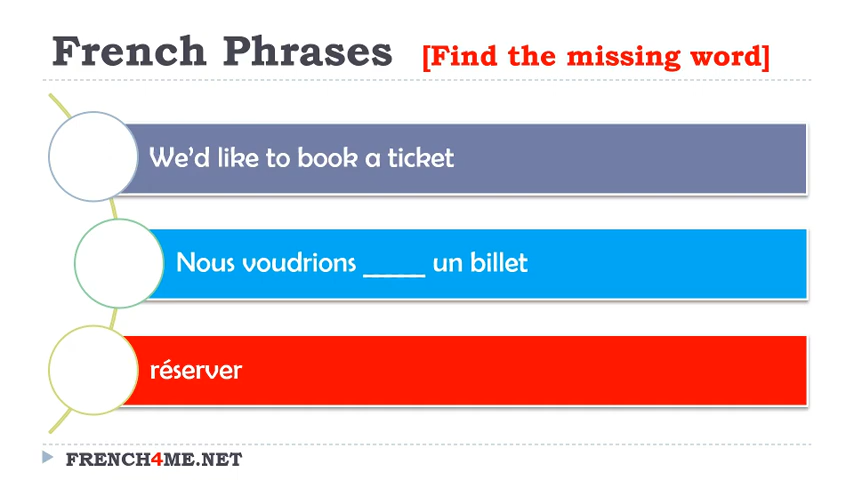 French Phrases [Find the missing word]
We'd like to book a ticket
Nous voudrions _____ un billet
réserver
FRENCH4ME.NET